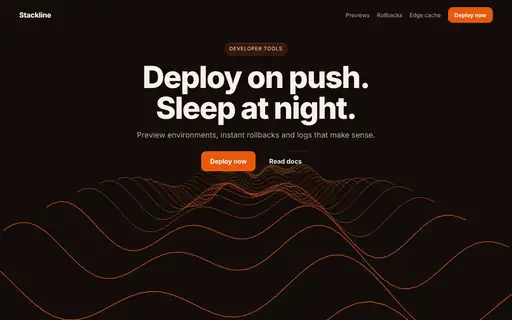 Stackline
Previews Rollbacks Edge cache Deploy now
DEVELOPER TOOLS
Deploy on push.
Sleep at night.
Preview environments, instant rollbacks and logs that make sense.
Deploy now Read docs